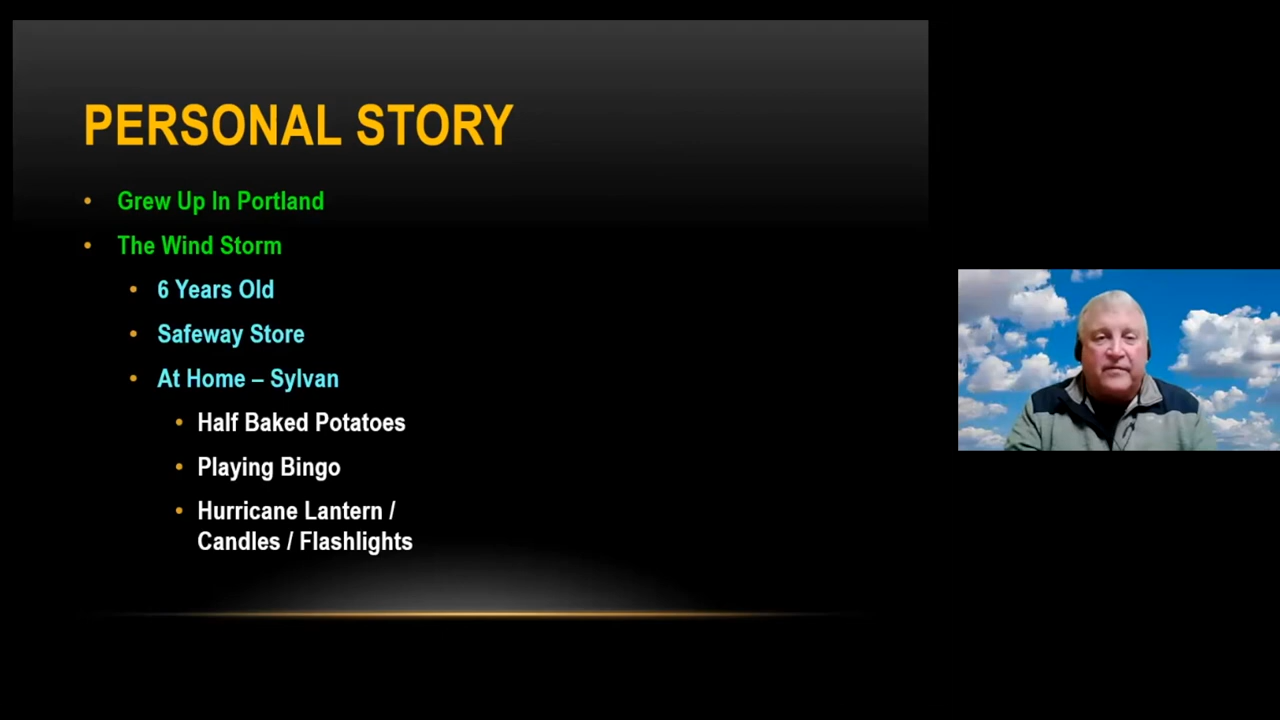 PERSONAL STORY
• Grew Up In Portland
• The Wind Storm
• 6 Years Old
• Safeway Store
• At Home – Sylvan
• Half Baked Potatoes
• Playing Bingo
• Hurricane Lantern /
Candles / Flashlights